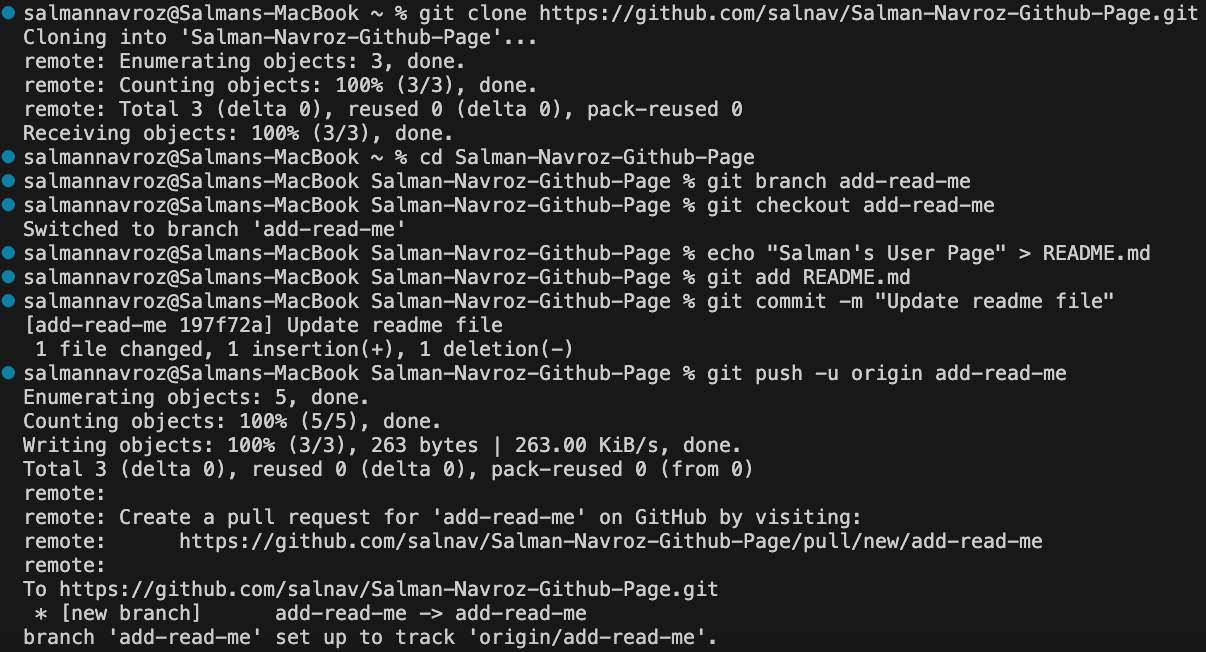 salmannavroz@Salmans-MacBook ~ % git clone https://github.com/salnav/Salman-Navroz-Github-Page.git
Cloning into 'Salman-Navroz-Github-Page'...
remote: Enumerating objects: 3, done.
remote: Counting objects: 100% (3/3), done.
remote: Total 3 (delta 0), reused 0 (delta 0), pack-reused 0
Receiving objects: 100% (3/3), done.
salmannavroz@Salmans-MacBook ~ % cd Salman-Navroz-Github-Page
salmannavroz@Salmans-MacBook Salman-Navroz-Github-Page % git branch add-read-me
salmannavroz@Salmans-MacBook Salman-Navroz-Github-Page % git checkout add-read-me
Switched to branch 'add-read-me'
salmannavroz@Salmans-MacBook Salman-Navroz-Github-Page % echo "Salman's User Page" > README.md
salmannavroz@Salmans-MacBook Salman-Navroz-Github-Page % git add README.md
salmannavroz@Salmans-MacBook Salman-Navroz-Github-Page % git commit -m "Update readme file"
[add-read-me 197f72a] Update readme file
 1 file changed, 1 insertion(+), 1 deletion(-)
salmannavroz@Salmans-MacBook Salman-Navroz-Github-Page % git push -u origin add-read-me
Enumerating objects: 5, done.
Counting objects: 100% (5/5), done.
Writing objects: 100% (3/3), 263 bytes | 263.00 KiB/s, done.
Total 3 (delta 0), reused 0 (delta 0), pack-reused 0 (from 0)
remote:
remote: Create a pull request for 'add-read-me' on GitHub by visiting:
remote:      https://github.com/salnav/Salman-Navroz-Github-Page/pull/new/add-read-me
remote:
To https://github.com/salnav/Salman-Navroz-Github-Page.git
 * [new branch]      add-read-me -> add-read-me
branch 'add-read-me' set up to track 'origin/add-read-me'.